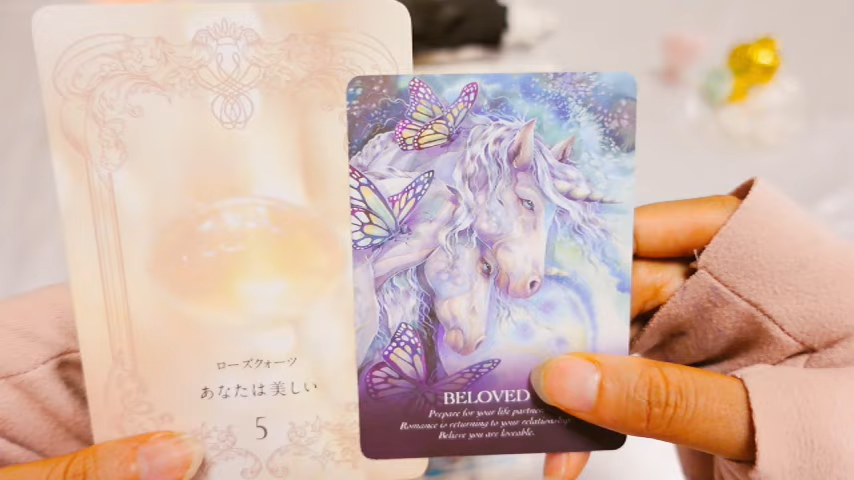 ローズクォーツ
あなたは美しい
5
BELOVED
Prepare for your life partner.
Romance is returning to your relationship.
Believe you are loveable.